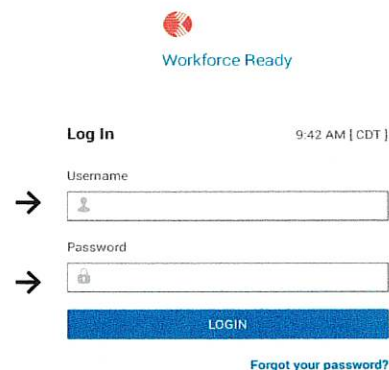 Workforce Ready
Log In 9:42 AM [ CDT ]
Username
Password
LOGIN
Forgot your password?